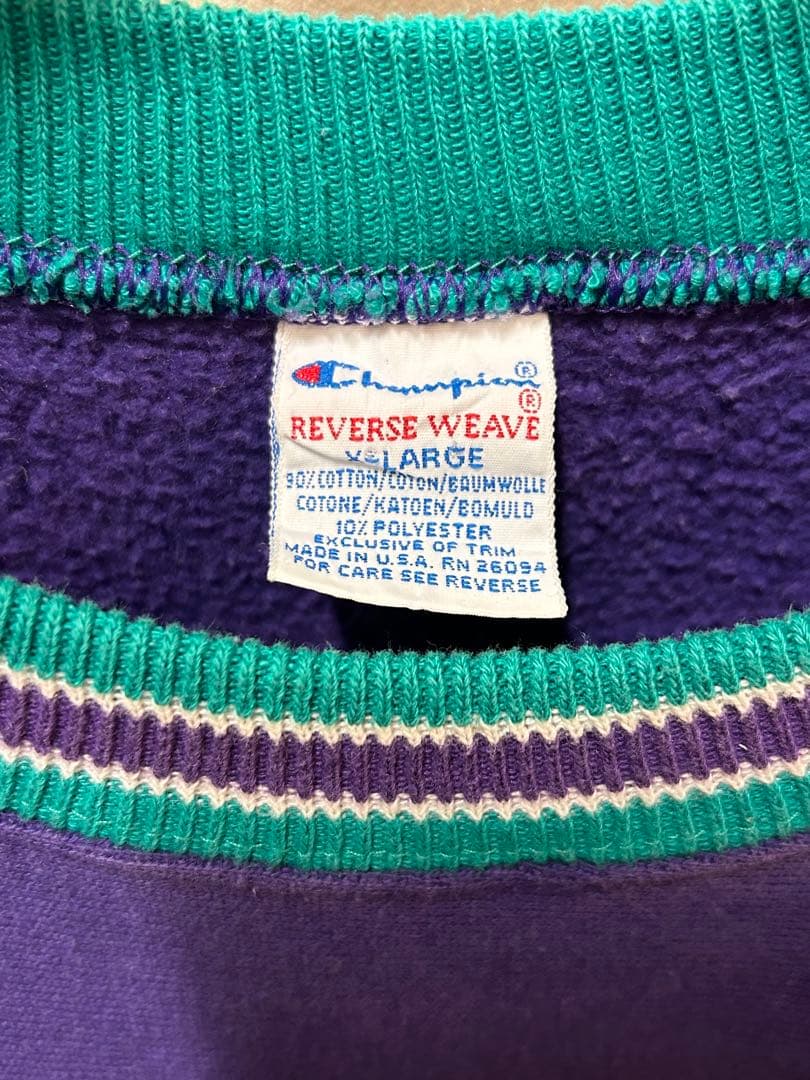 Champion®
®
REVERSE WEAVE
X-LARGE
90% COTTON/COTON/BAUMWOLLE
COTONE/KATOEN/BOMULD
10% POLYESTER
EXCLUSIVE OF TRIM
MADE IN U.S.A. RN 26094
FOR CARE SEE REVERSE